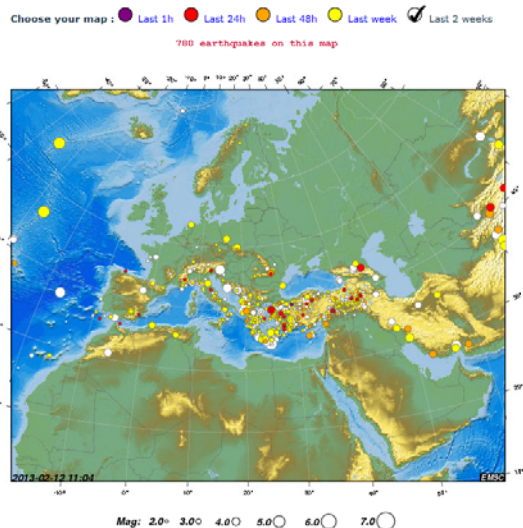 Choose your map : Last 1h Last 24h Last 48h Last week Last 2 weeks
780 earthquakes on this map
2013-02-12 11:04
EMSC
Mag: 2.0 3.0 4.0 5.0 6.0 7.0